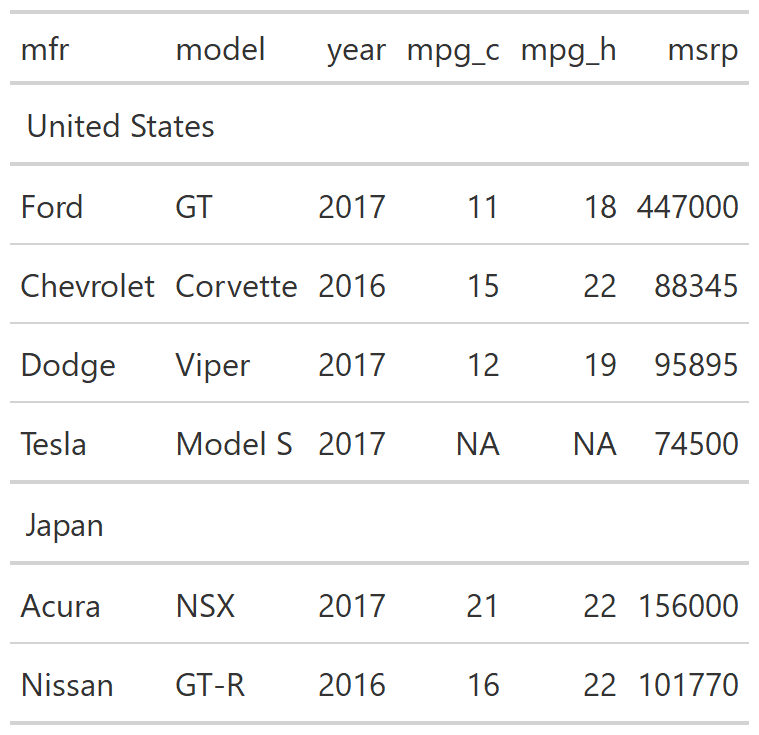 mfr model year mpg_c mpg_h msrp
United States
Ford GT 2017 11 18 447000
Chevrolet Corvette 2016 15 22 88345
Dodge Viper 2017 12 19 95895
Tesla Model S 2017 NA NA 74500
Japan
Acura NSX 2017 21 22 156000
Nissan GT-R 2016 16 22 101770